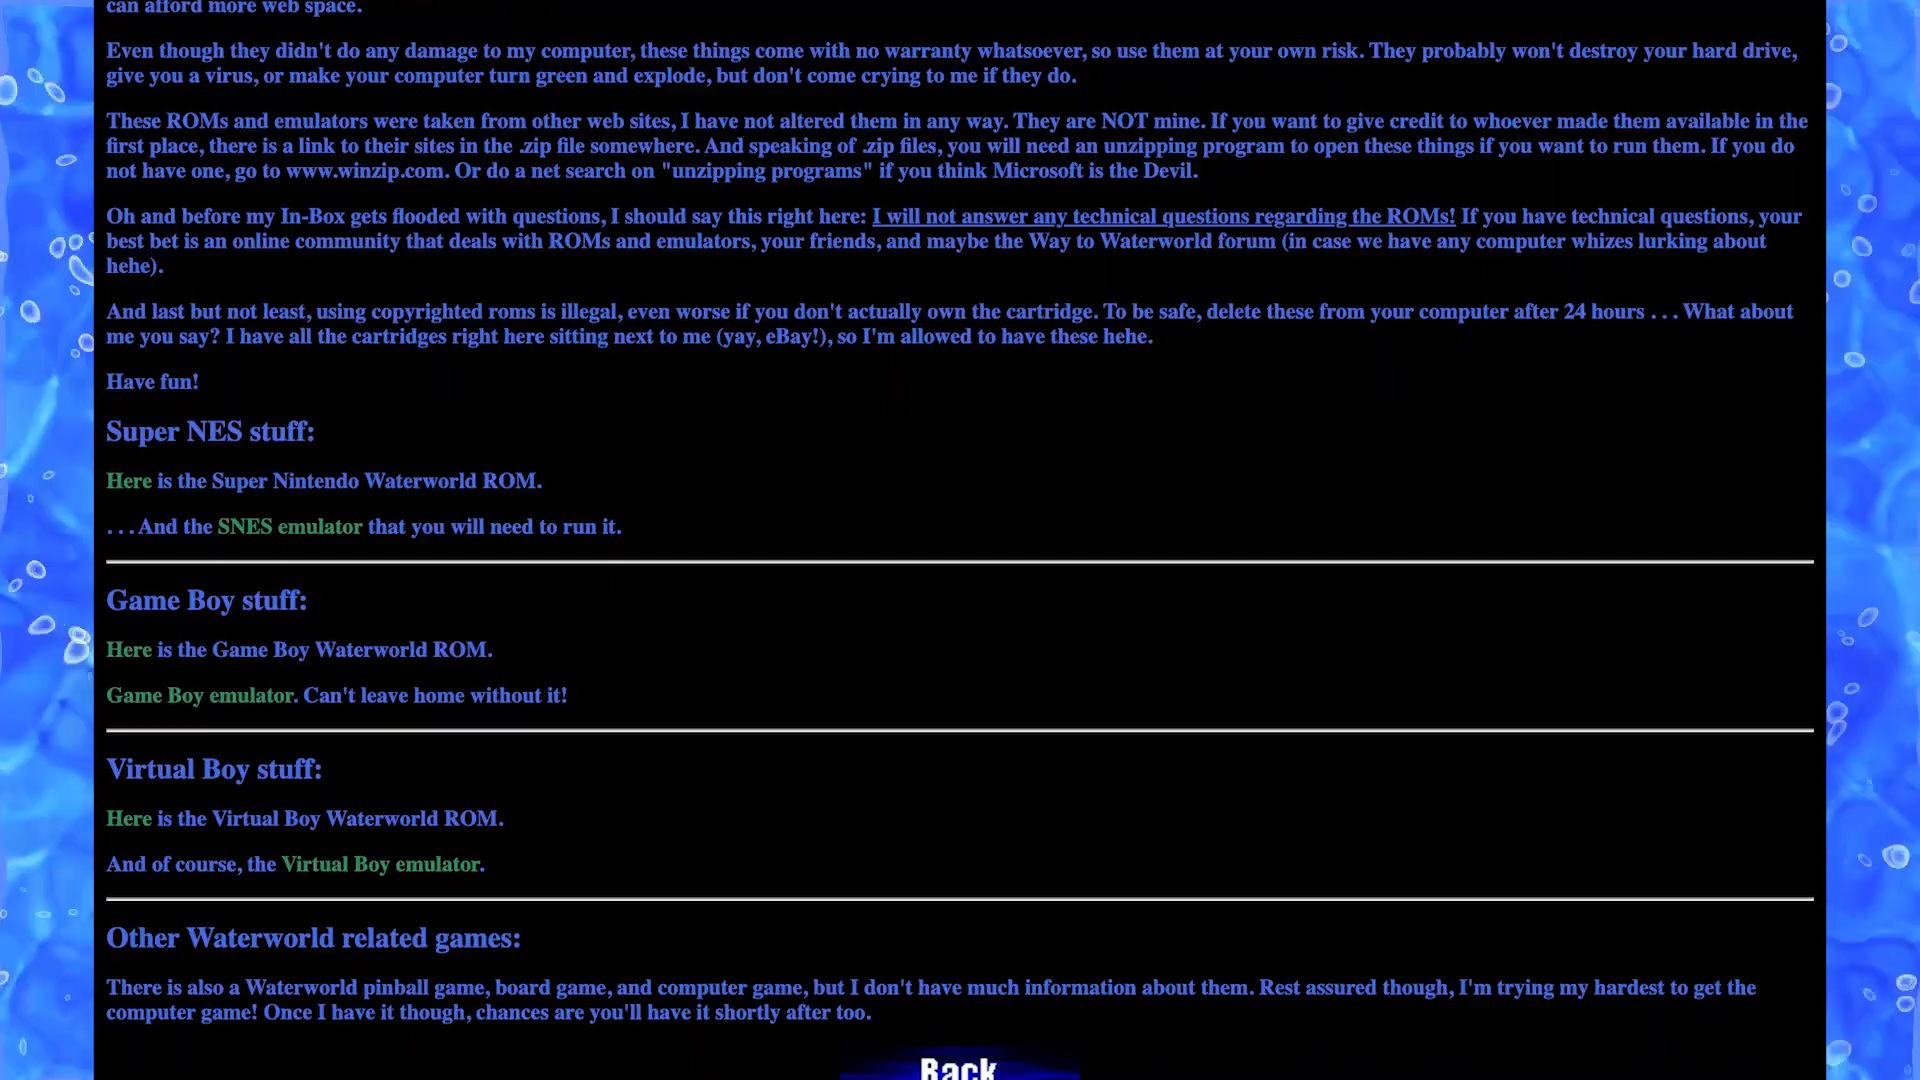 can afford more web space.
Even though they didn't do any damage to my computer, these things come with no warranty whatsoever, so use them at your own risk. They probably won't destroy your hard drive,
give you a virus, or make your computer turn green and explode, but don't come crying to me if they do.
These ROMs and emulators were taken from other web sites, I have not altered them in any way. They are NOT mine. If you want to give credit to whoever made them available in the
first place, there is a link to their sites in the .zip file somewhere. And speaking of .zip files, you will need an unzipping program to open these things if you want to run them. If you do
not have one, go to www.winzip.com. Or do a net search on "unzipping programs" if you think Microsoft is the Devil.
Oh and before my In-Box gets flooded with questions, I should say this right here: I will not answer any technical questions regarding the ROMs! If you have technical questions, your
best bet is an online community that deals with ROMs and emulators, your friends, and maybe the Way to Waterworld forum (in case we have any computer whizes lurking about
hehe).
And last but not least, using copyrighted roms is illegal, even worse if you don't actually own the cartridge. To be safe, delete these from your computer after 24 hours . . . What about
me you say? I have all the cartridges right here sitting next to me (yay, eBay!), so I'm allowed to have these hehe.
Have fun!
Super NES stuff:
Here is the Super Nintendo Waterworld ROM.
. . . And the SNES emulator that you will need to run it.
Game Boy stuff:
Here is the Game Boy Waterworld ROM.
Game Boy emulator. Can't leave home without it!
Virtual Boy stuff:
Here is the Virtual Boy Waterworld ROM.
And of course, the Virtual Boy emulator.
Other Waterworld related games:
There is also a Waterworld pinball game, board game, and computer game, but I don't have much information about them. Rest assured though, I'm trying my hardest to get the
computer game! Once I have it though, chances are you'll have it shortly after too.
Back